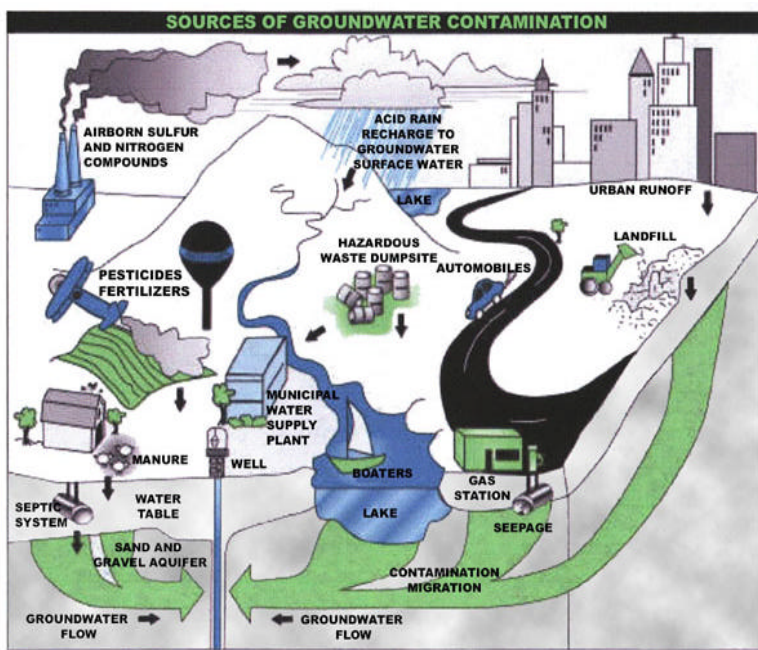 SOURCES OF GROUNDWATER CONTAMINATION
AIRBORN SULFUR
AND NITROGEN
COMPOUNDS
ACID RAIN
RECHARGE TO
GROUNDWATER
SURFACE WATER
LAKE
URBAN RUNOFF
PESTICIDES
FERTILIZERS
HAZARDOUS
WASTE DUMPSITE
AUTOMOBILES
LANDFILL
MUNICIPAL
WATER
SUPPLY
PLANT
MANURE
WELL
BOATERS
GAS
STATION
SEPTIC
SYSTEM
WATER
TABLE
LAKE
SEEPAGE
SAND AND
GRAVEL AQUIFER
CONTAMINATION
MIGRATION
GROUNDWATER
FLOW
GROUNDWATER
FLOW